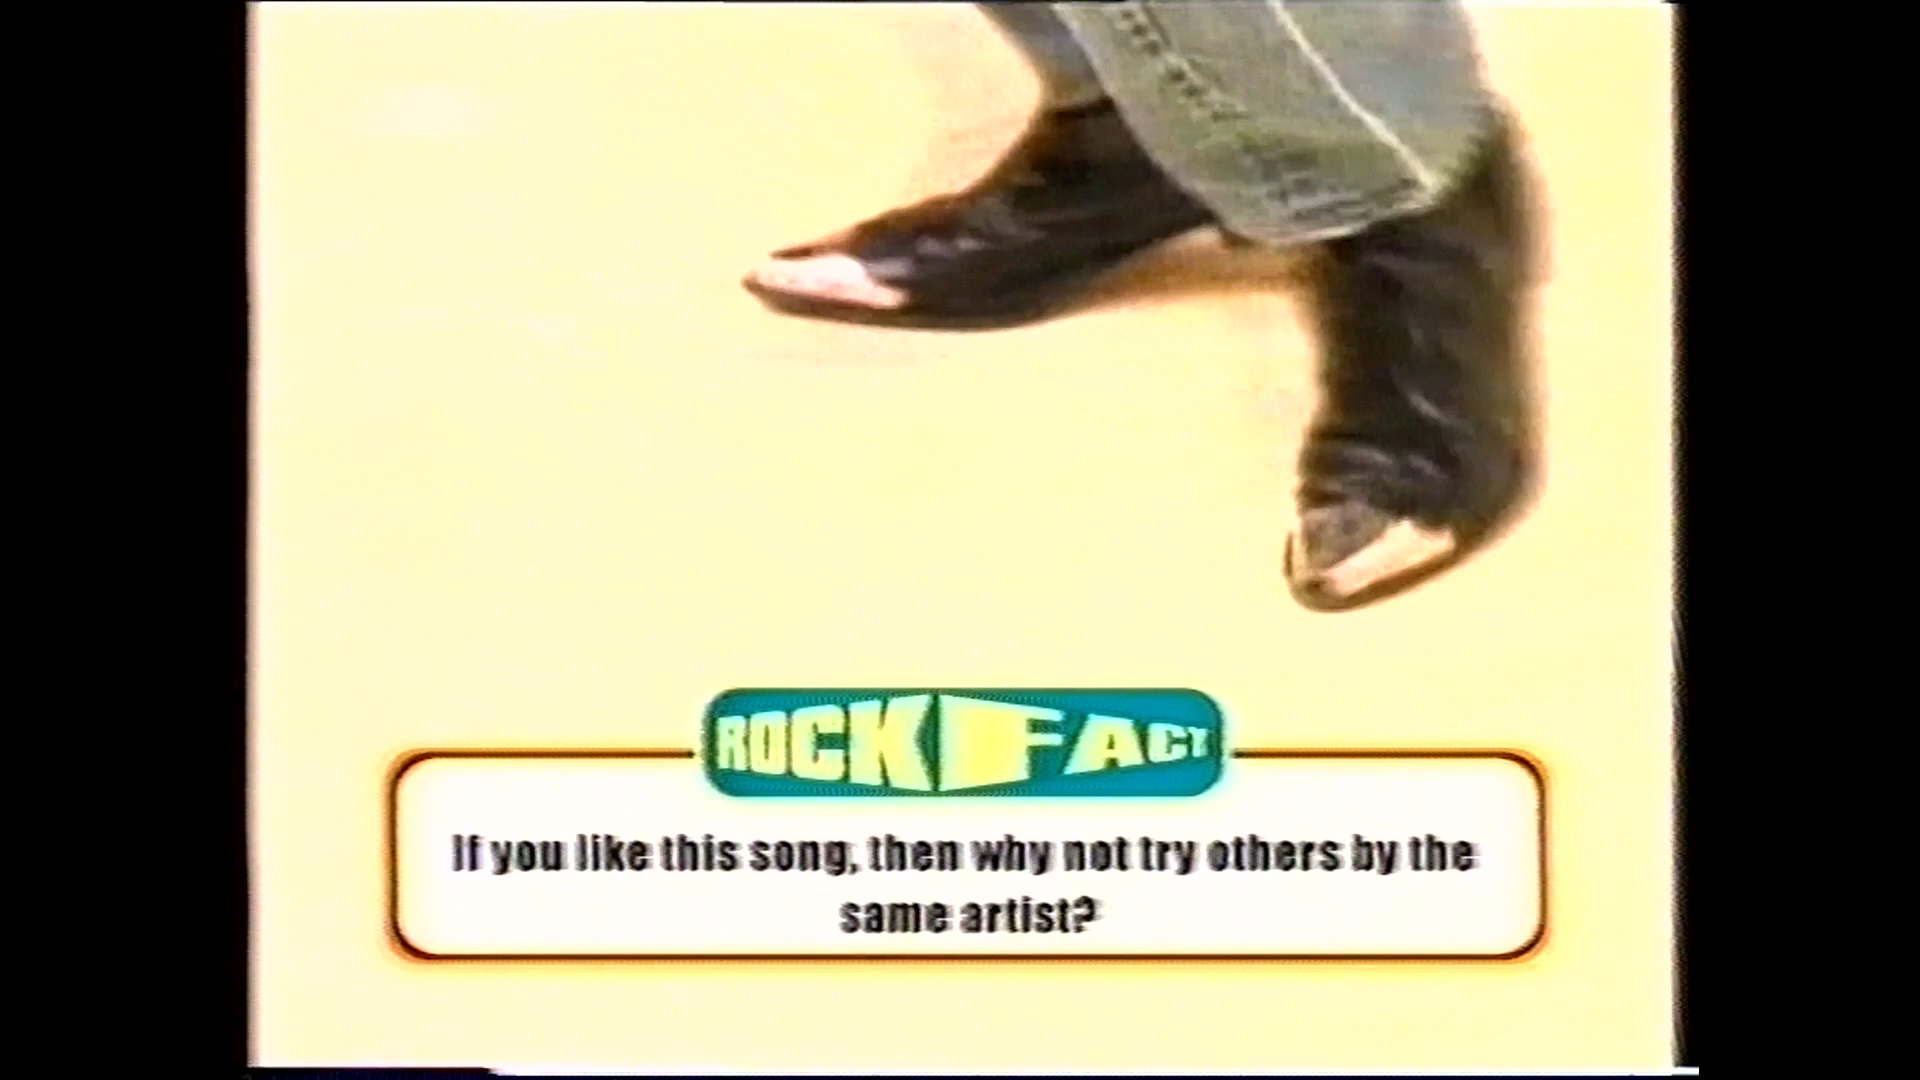 ROCK FACT
If you like this song, then why not try others by the
same artist?